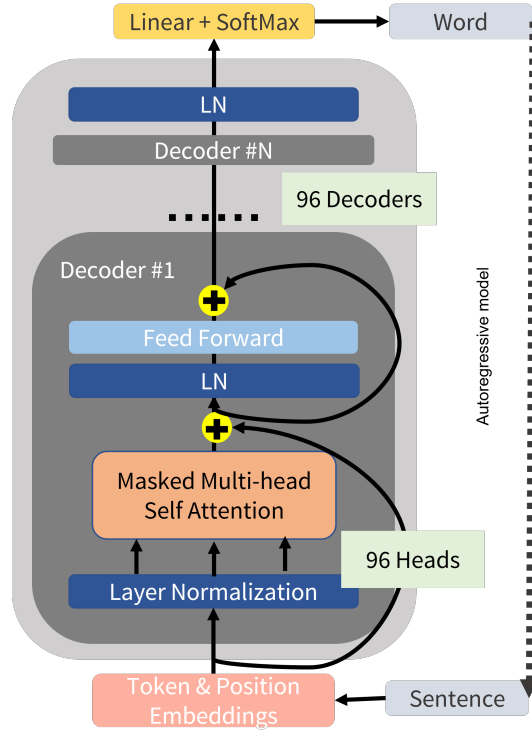 Linear + SoftMax
Word
LN
Decoder #N
96 Decoders
Decoder #1
Feed Forward
LN
Autoregressive model
Masked Multi-head
Self Attention
96 Heads
Layer Normalization
Token & Position
Embeddings
Sentence